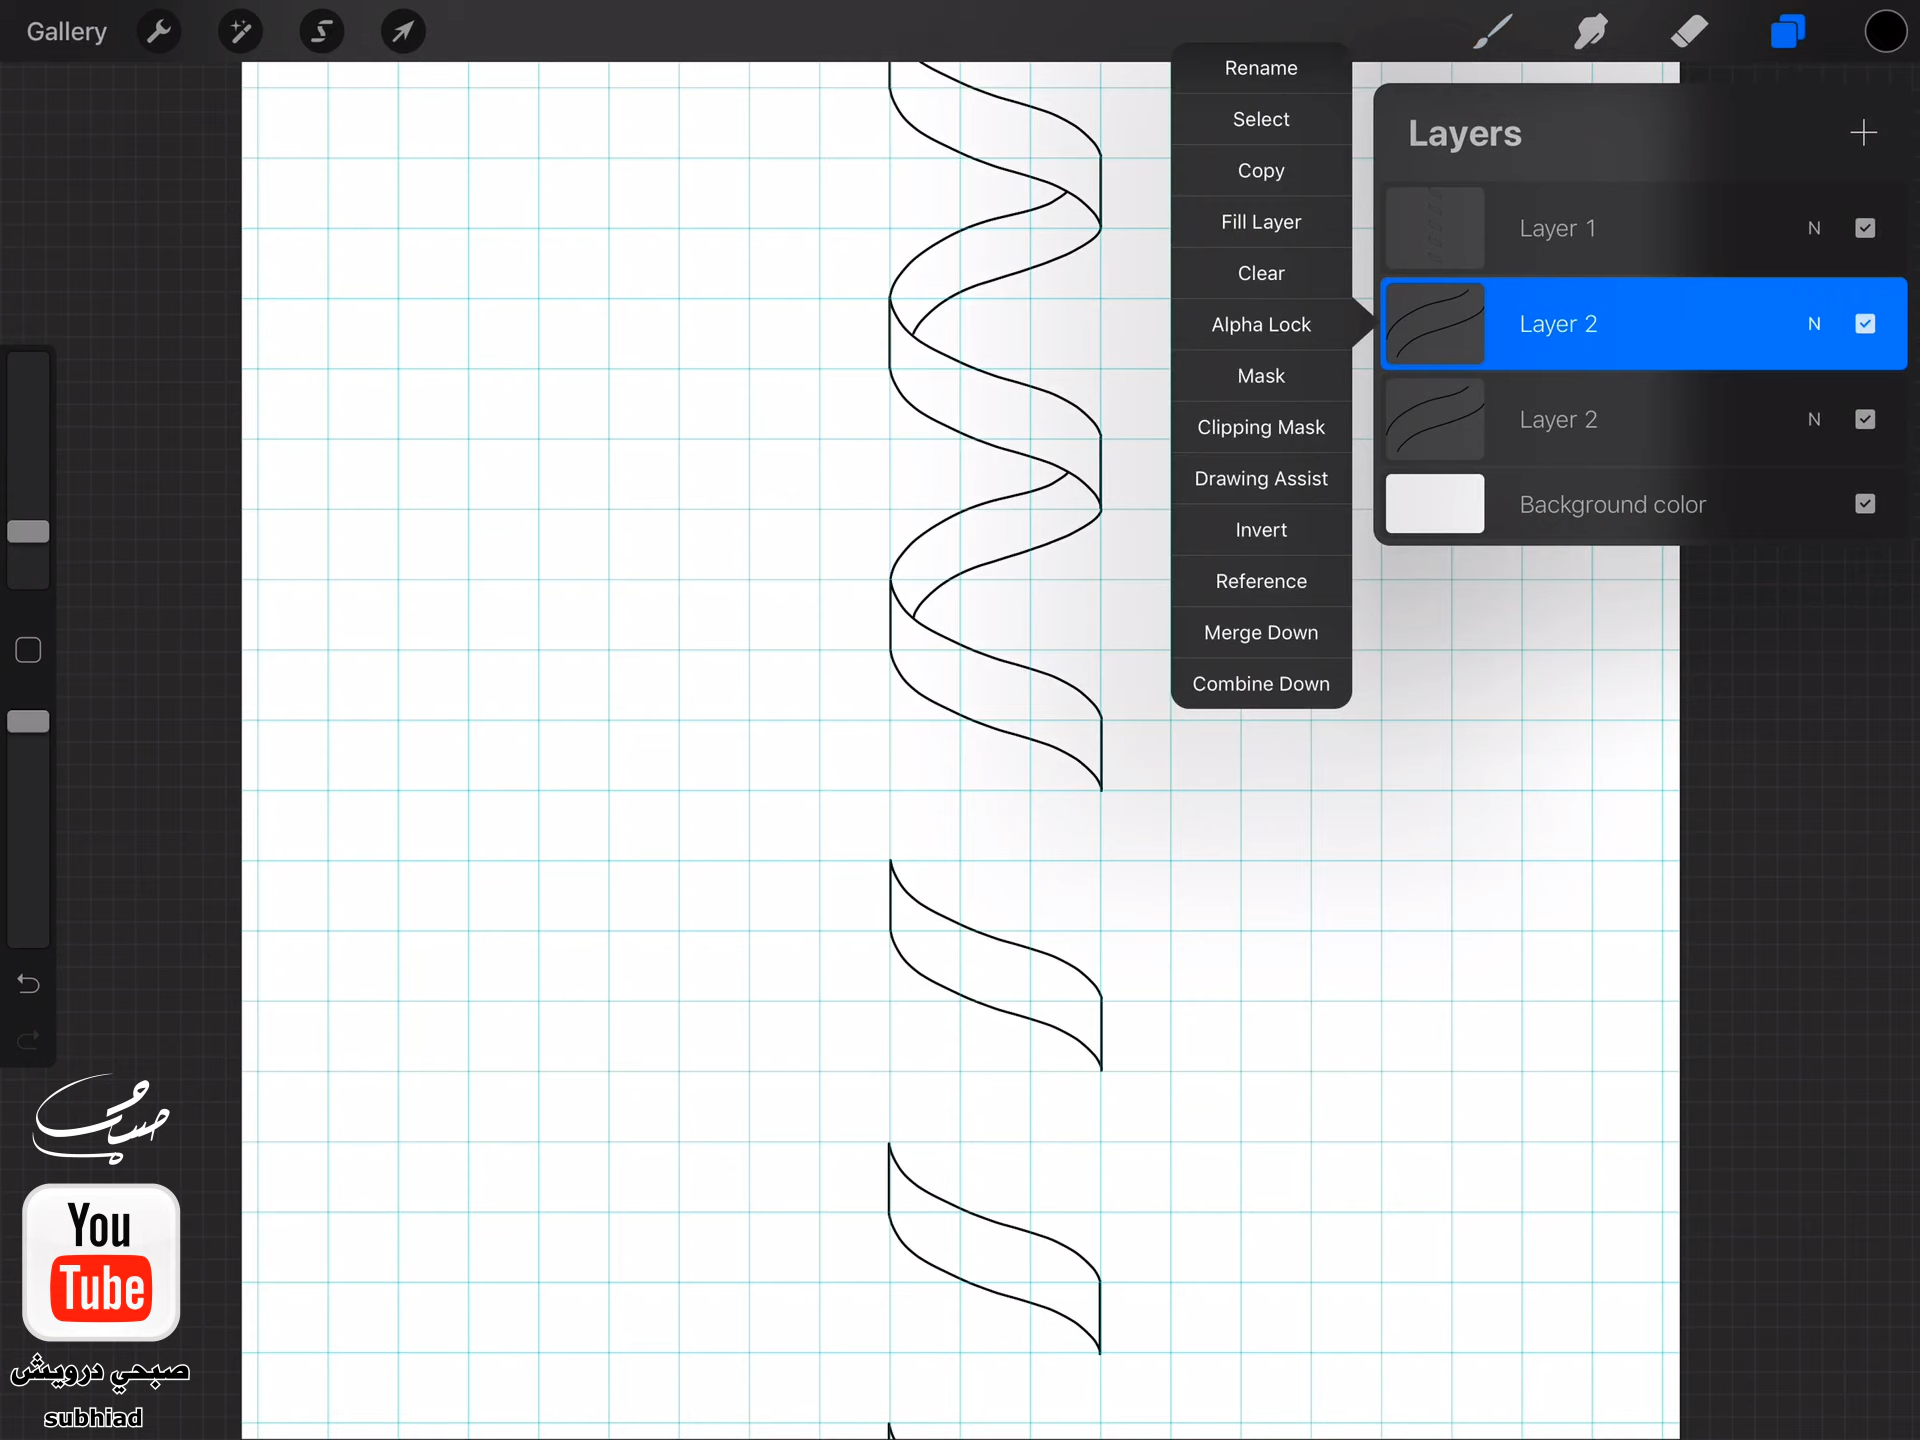 Gallery
Rename
Select
Copy
Fill Layer
Clear
Alpha Lock
Mask
Clipping Mask
Drawing Assist
Invert
Reference
Merge Down
Combine Down
Layers
Layer 1 N
Layer 2 N
Layer 2 N
Background color
You
Tube
صبحي درويش
subhiad